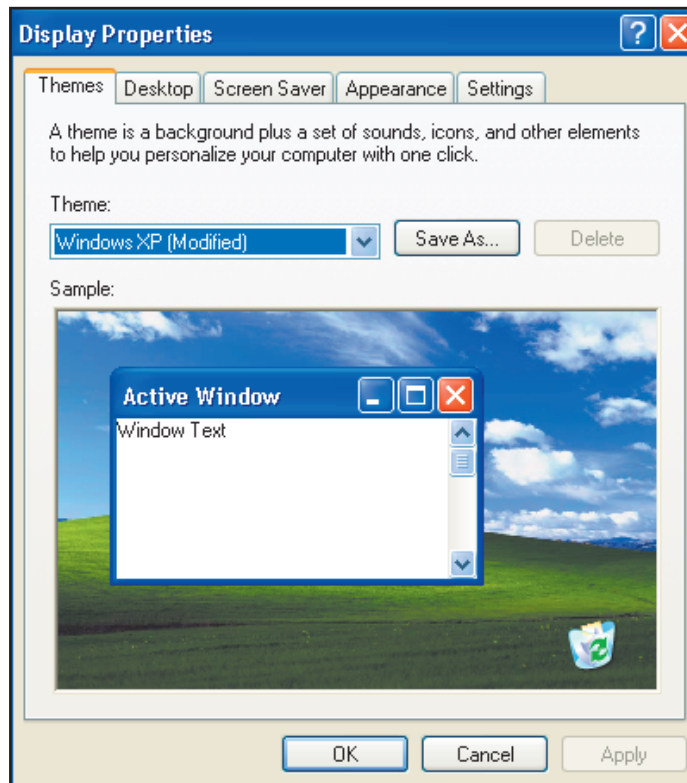 Display Properties
Themes
Desktop
Screen Saver
Appearance
Settings
A theme is a background plus a set of sounds, icons, and other elements
to help you personalize your computer with one click.
Theme:
Windows XP (Modified)
Save As...
Delete
Sample:
Active Window
Window Text
OK
Cancel
Apply